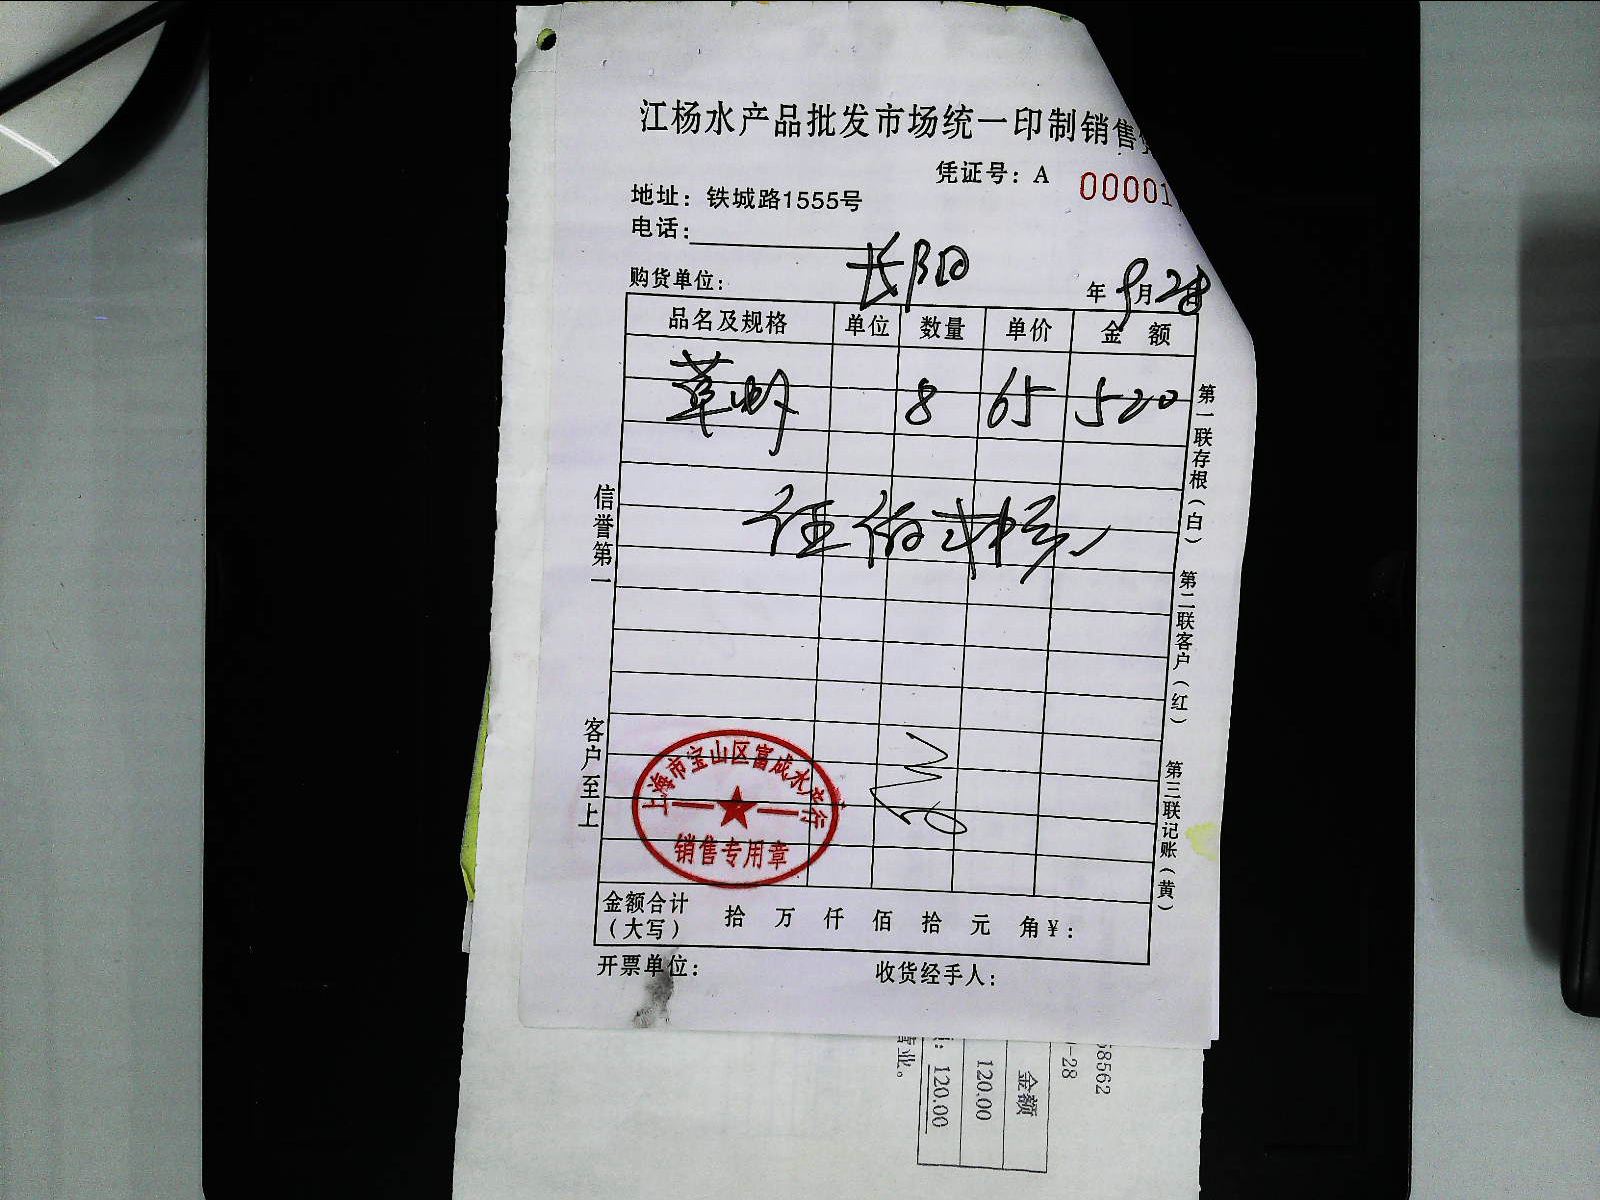 江杨水产品批发市场统一印制销售
凭证号：A 00001
地址：铁城路1555号
电话：
购货单位： 长阳 年 9月28
品名及规格 单位 数量 单价 金 额
草虾 8 65 520
信誉第一
客户至上
第一联存根（白） 第二联客户（红） 第三联记账（黄）
上海市宝山区富成水产行
销售专用章
金额合计
（大写） 拾 万 仟 佰 拾 元 角 ¥：
开票单位： 收货经手人：
58562
-28
金额
120.00
120.00
营业。